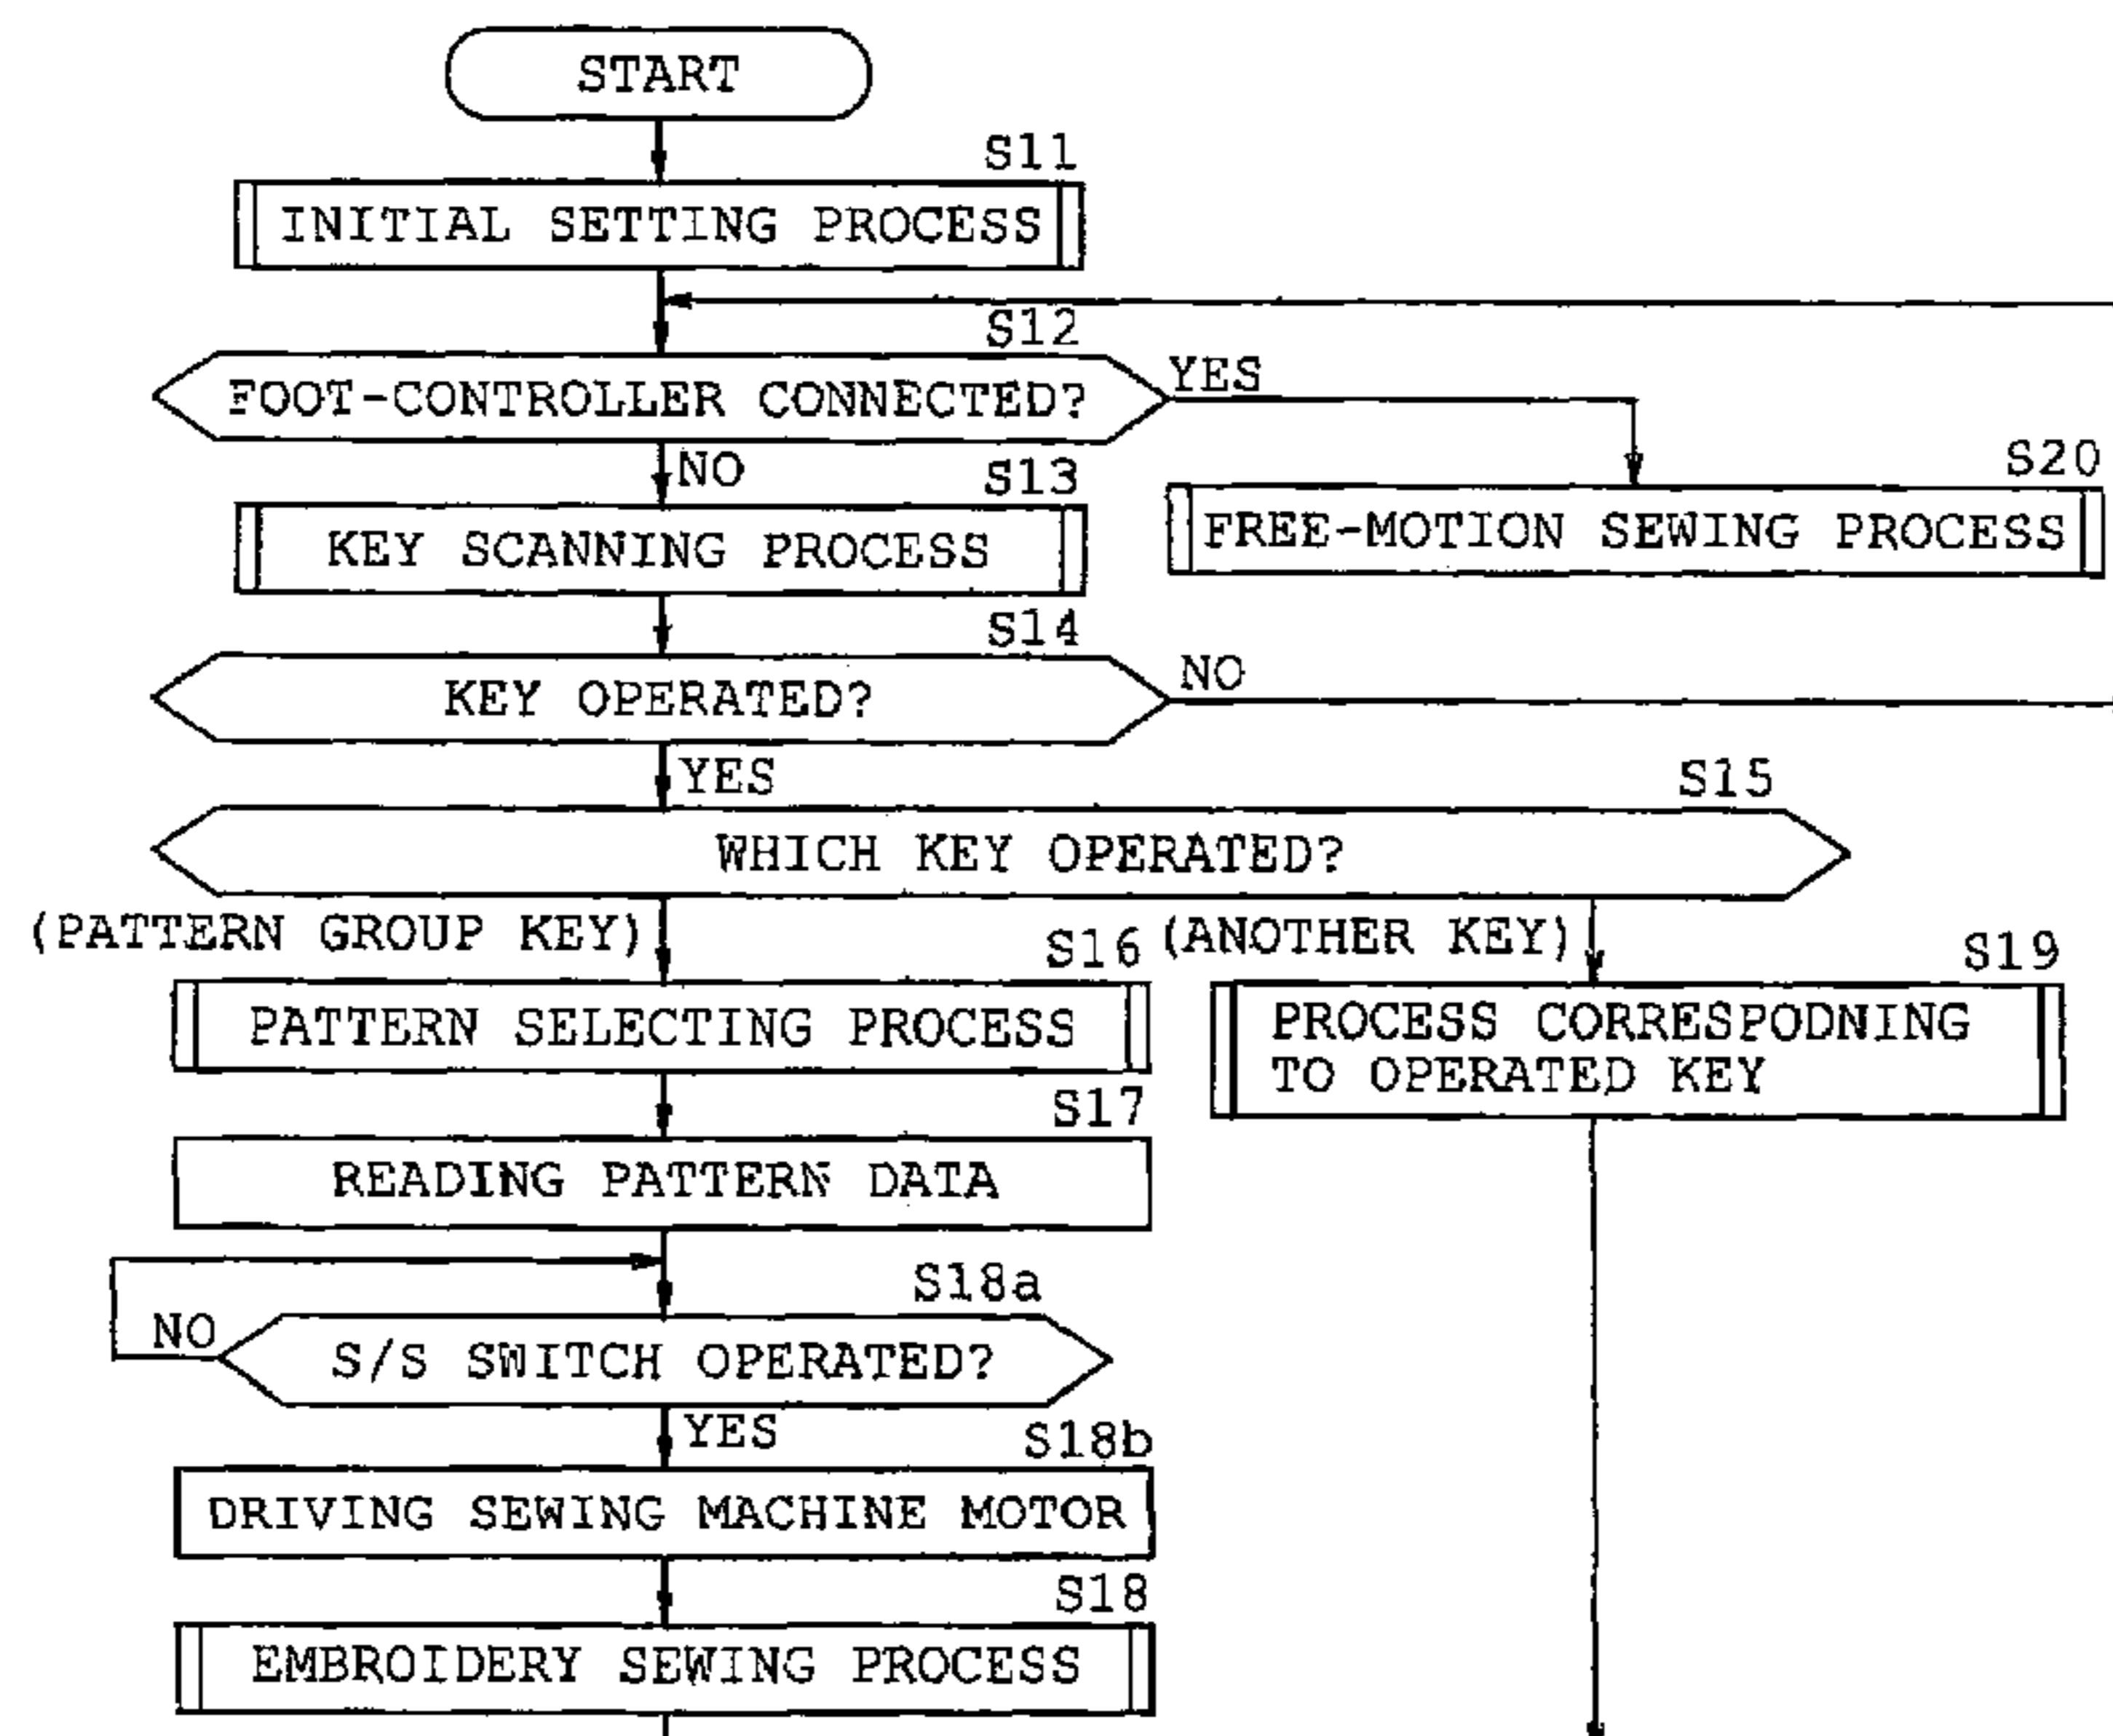 START
S11
INITIAL SETTING PROCESS
S12
FOOT-CONTROLLER CONNECTED?
YES
NO
S13
S20
KEY SCANNING PROCESS
FREE-MOTION SEWING PROCESS
S14
KEY OPERATED?
NO
YES
S15
WHICH KEY OPERATED?
(PATTERN GROUP KEY)
S16
(ANOTHER KEY)
S19
PATTERN SELECTING PROCESS
PROCESS CORRESPODNING
TO OPERATED KEY
S17
READING PATTERN DATA
S18a
NO
S/S SWITCH OPERATED?
YES
S18b
DRIVING SEWING MACHINE MOTOR
S18
EMBROIDERY SEWING PROCESS